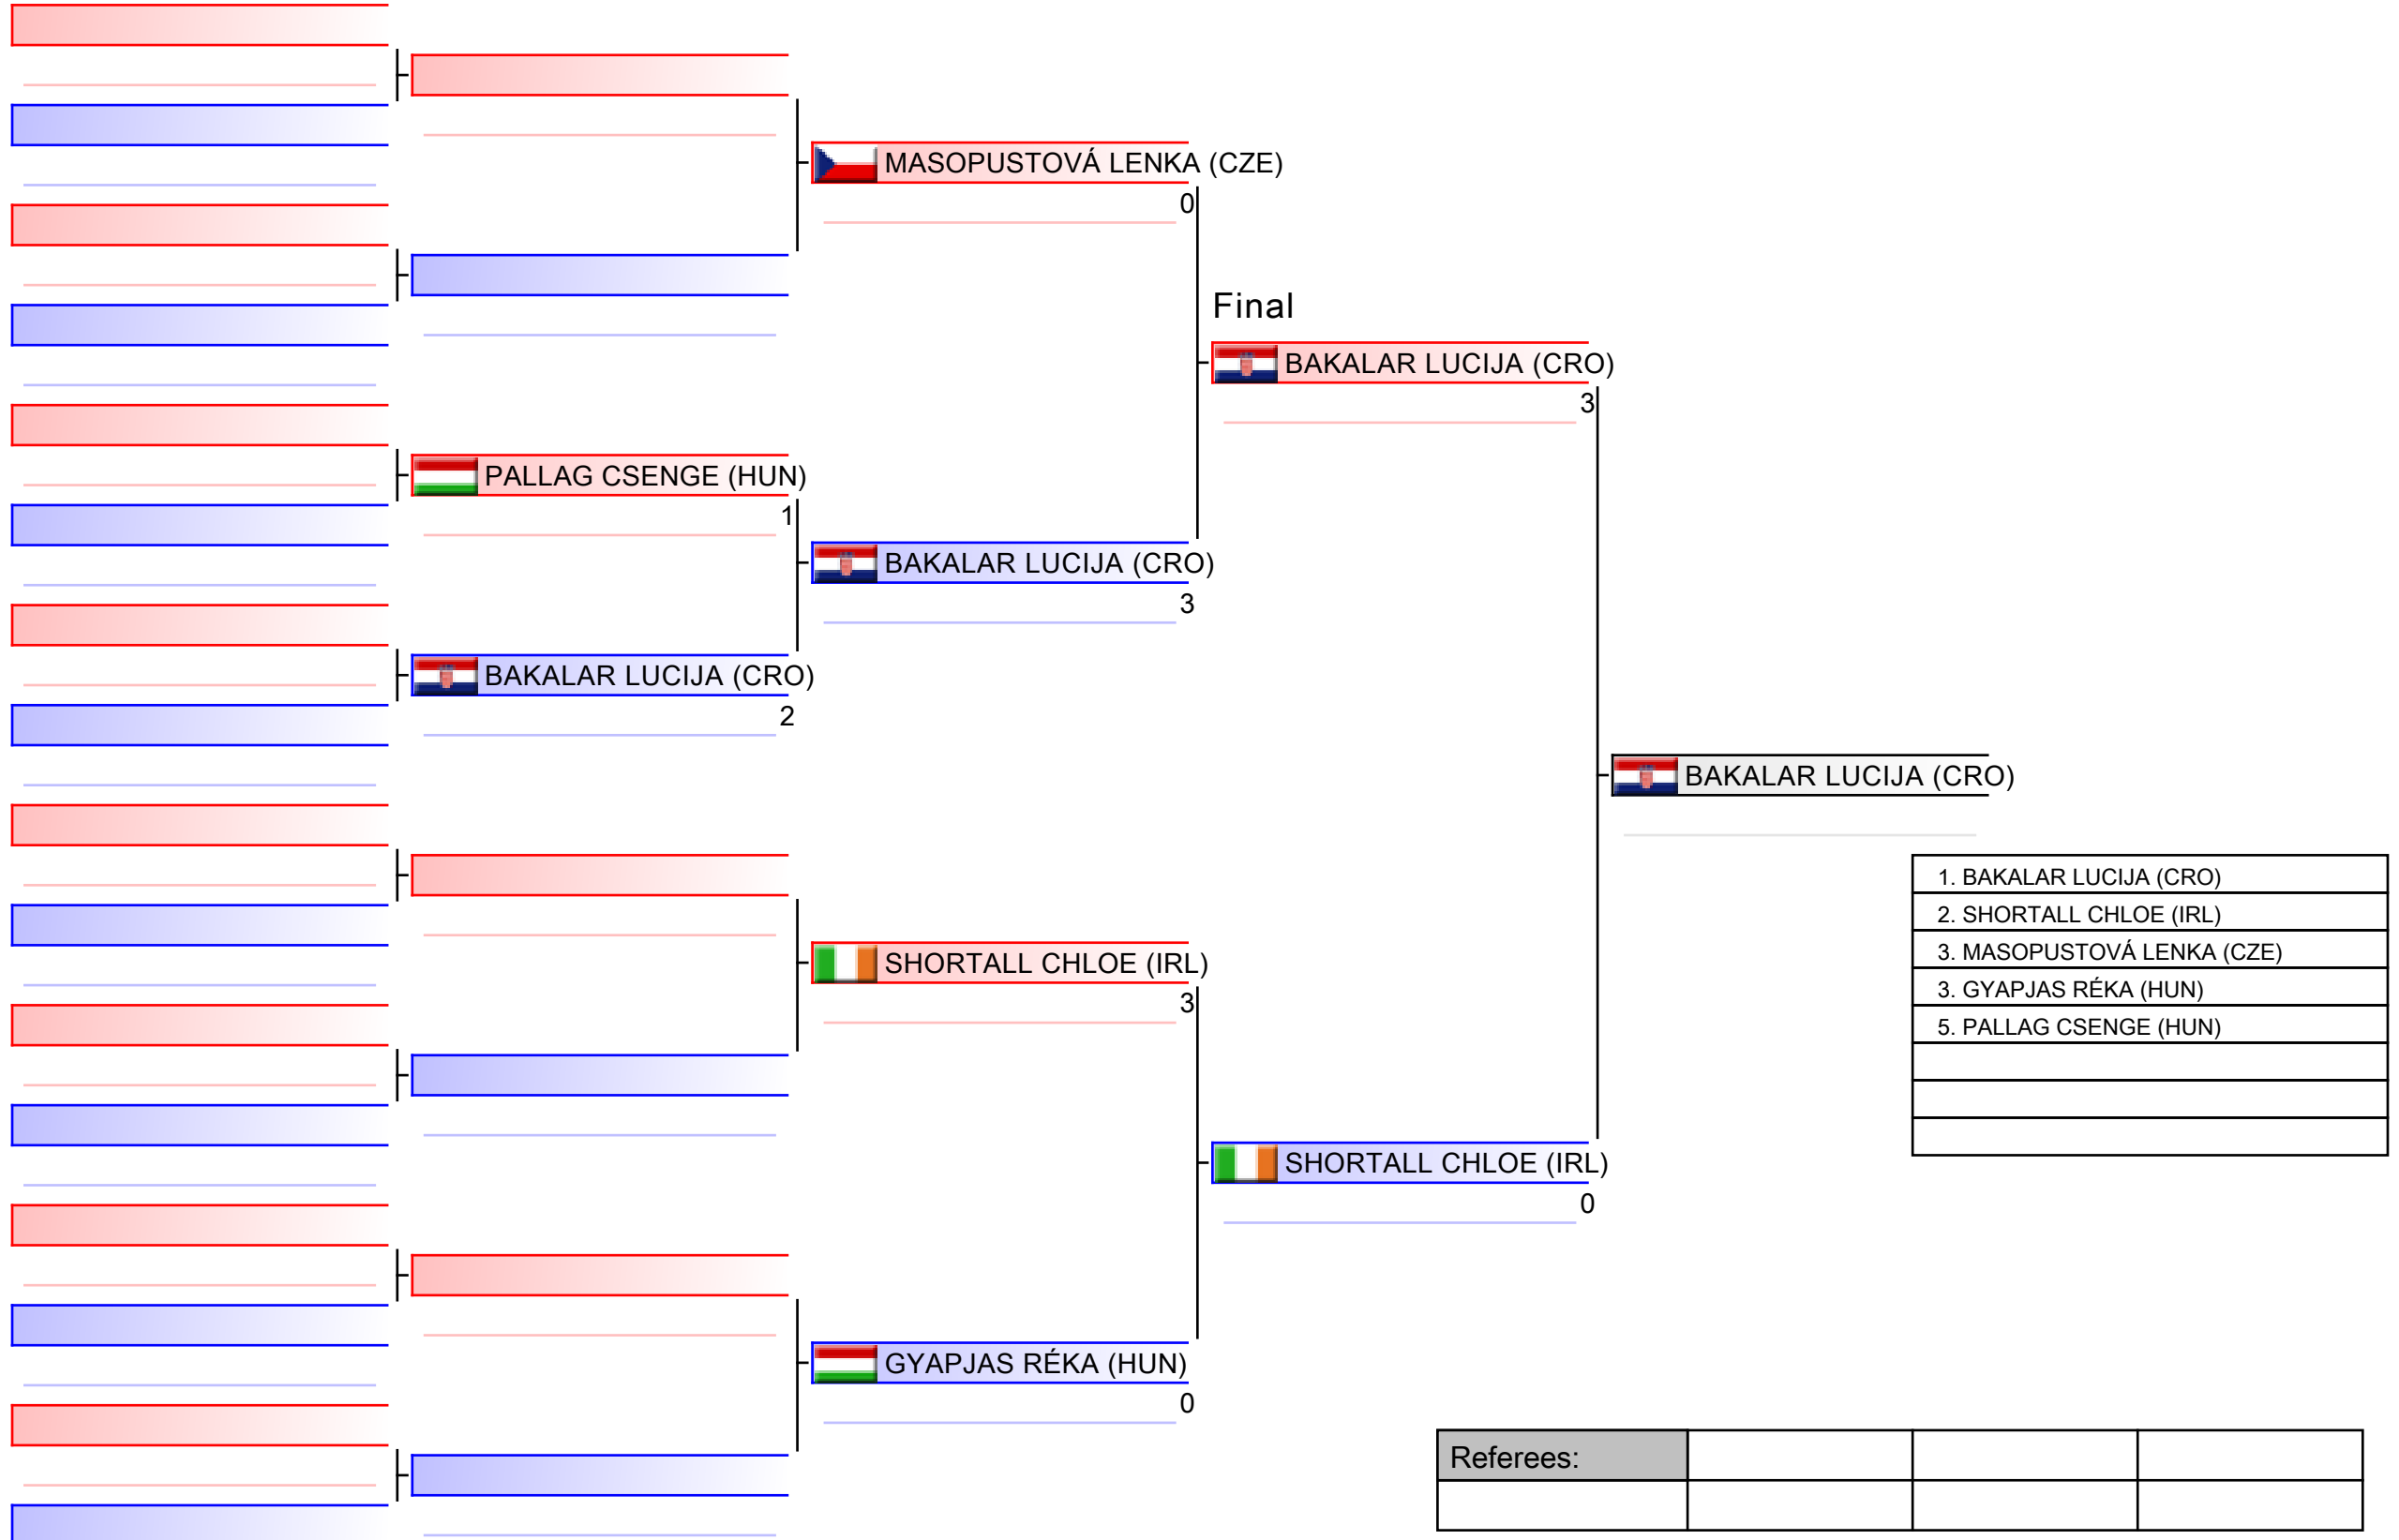 MASOPUSTOVÁ LENKA (CZE)
0
Final
BAKALAR LUCIJA (CRO)
3
PALLAG CSENGE (HUN)
1
BAKALAR LUCIJA (CRO)
3
BAKALAR LUCIJA (CRO)
2
BAKALAR LUCIJA (CRO)
1. BAKALAR LUCIJA (CRO)
2. SHORTALL CHLOE (IRL)
3. MASOPUSTOVÁ LENKA (CZE)
3. GYAPJAS RÉKA (HUN)
5. PALLAG CSENGE (HUN)
SHORTALL CHLOE (IRL)
3
SHORTALL CHLOE (IRL)
0
GYAPJAS RÉKA (HUN)
0
Referees: